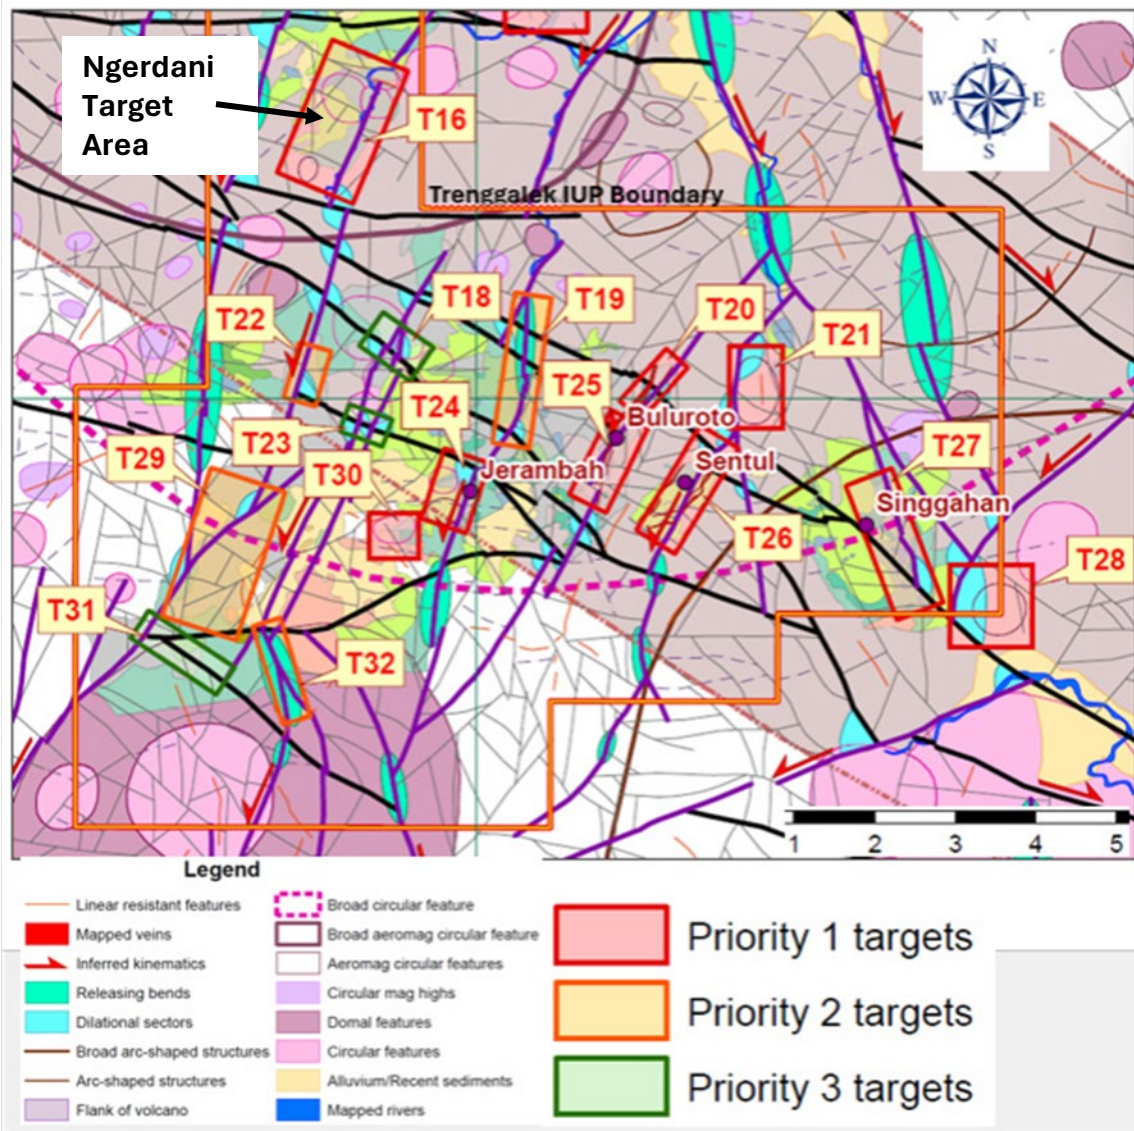 Ngerdani
Target
Area
N
W
E
S
T16
Trenggalek IUP Boundary
T18
T19
T20
T22
T21
T25
T24
Buluroto
T23
T29
T30
Jerambah
Sentul
T27
Singgahan
T26
T28
T31
T32
1 2 3 4 5
Legend
Linear resistant features
Mapped veins
Inferred kinematics
Releasing bends
Dilational sectors
Broad arc-shaped structures
Arc-shaped structures
Flank of volcano
Broad circular feature
Broad aeromag circular feature
Aeromag circular features
Circular mag highs
Domal features
Circular features
Alluvium/Recent sediments
Mapped rivers
Priority 1 targets
Priority 2 targets
Priority 3 targets